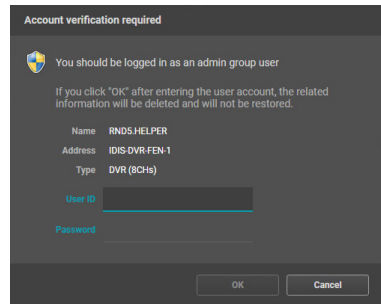 Account verification required
You should be logged in as an admin group user
If you click "OK" after entering the user account, the related
information will be deleted and will not be restored.
Name RND5.HELPER
Address IDIS-DVR-FEN-1
Type DVR (8CHs)
User ID
Password
OK Cancel